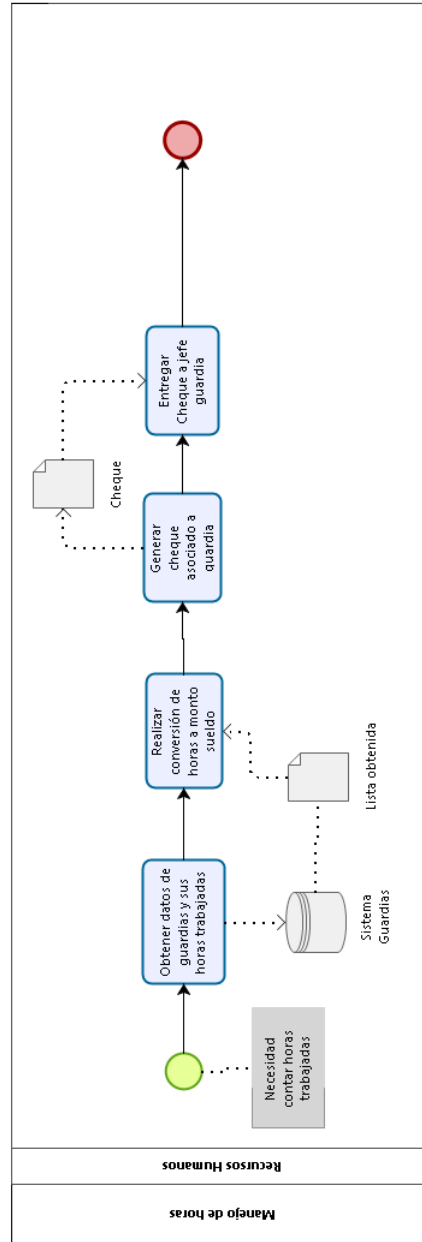 Manejo de horas
Recursos Humanos
Necesidad
contar horas
trabajadas
Obtener datos de
guardias y sus
horas trabajadas
Sistema
Guardias
Lista obtenida
Realizar
conversión de
horas a monto
sueldo
Generar
cheque
asociado a
guardia
Cheque
Entregar
Cheque a jefe
guardia